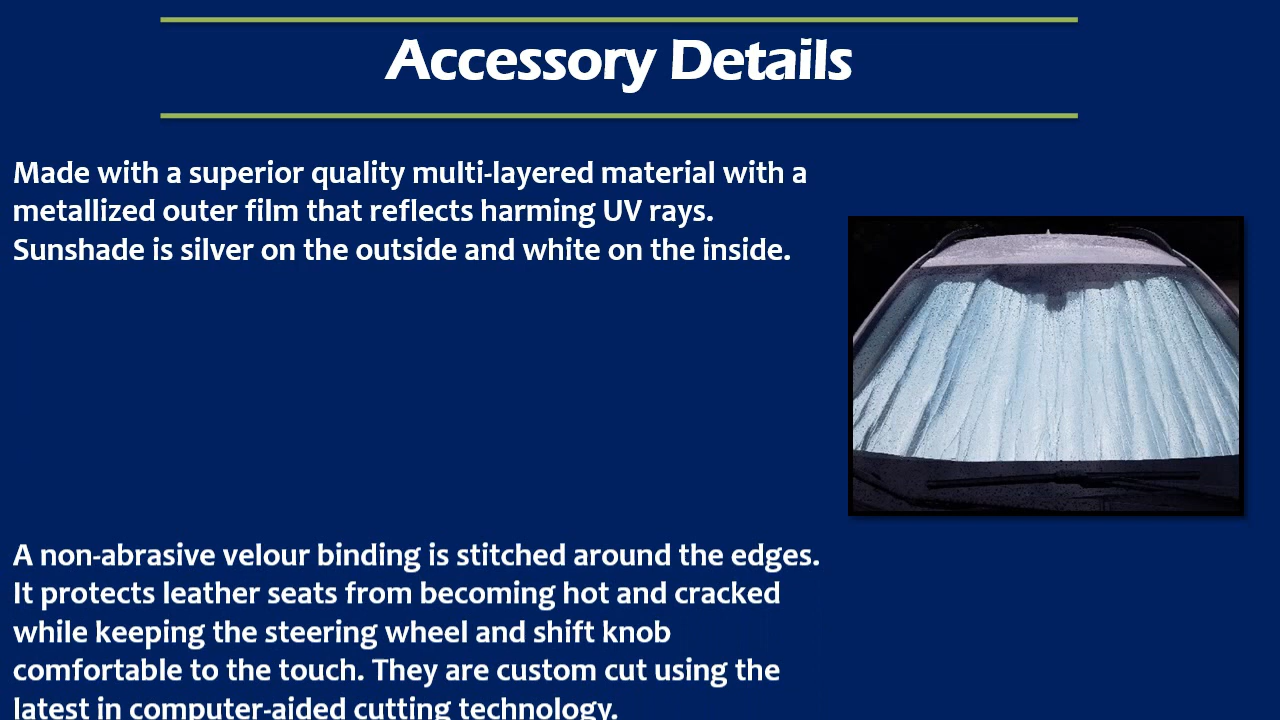 Accessory Details
Made with a superior quality multi-layered material with a
metallized outer film that reflects harming UV rays.
Sunshade is silver on the outside and white on the inside.
A non-abrasive velour binding is stitched around the edges.
It protects leather seats from becoming hot and cracked
while keeping the steering wheel and shift knob
comfortable to the touch. They are custom cut using the
latest in computer-aided cutting technology.